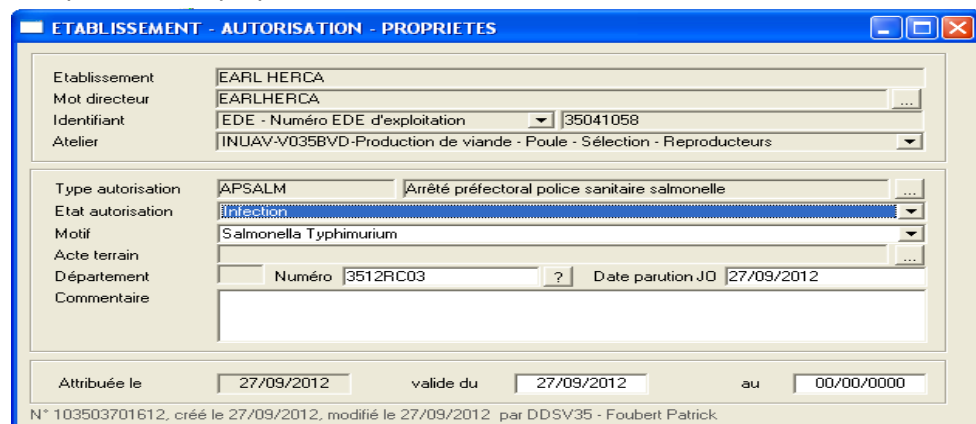 ETABLISSEMENT - AUTORISATION - PROPRIETES
Etablissement EARL HERCA
Mot directeur EARLHERCA ...
Identifiant EDE - Numéro EDE d'exploitation 35041058
Atelier INUAV-V035BVD-Production de viande - Poule - Sélection - Reproducteurs
Type autorisation APSALM Arrêté préfectoral police sanitaire salmonelle ...
Etat autorisation Infection
Motif Salmonella Typhimurium
Acte terrain ...
Département Numéro 3512RC03 ? Date parution JO 27/09/2012
Commentaire
Attribuée le 27/09/2012 valide du 27/09/2012 au 00/00/0000
N° 103503701612, créé le 27/09/2012, modifié le 27/09/2012 par DDSV35 - Foubert Patrick